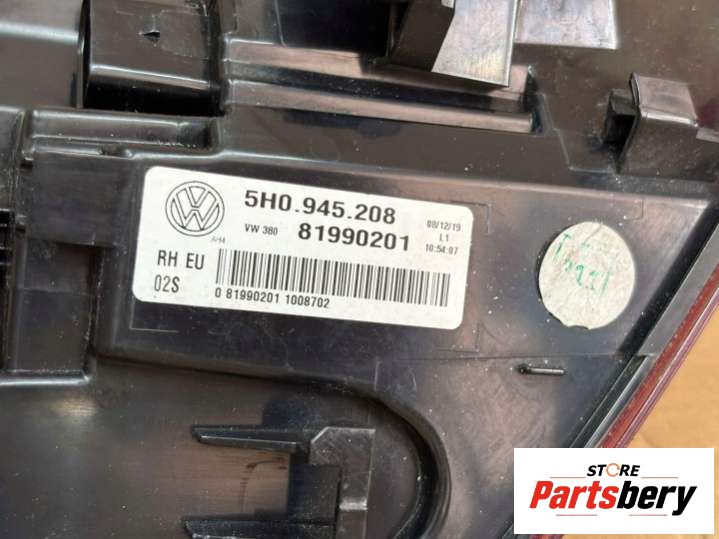 5H0.945.208
VW 380 81990201
08/12/19
L1
10:54:07
RH EU
02S
0 81990201 1008702
STORE
Partsbery